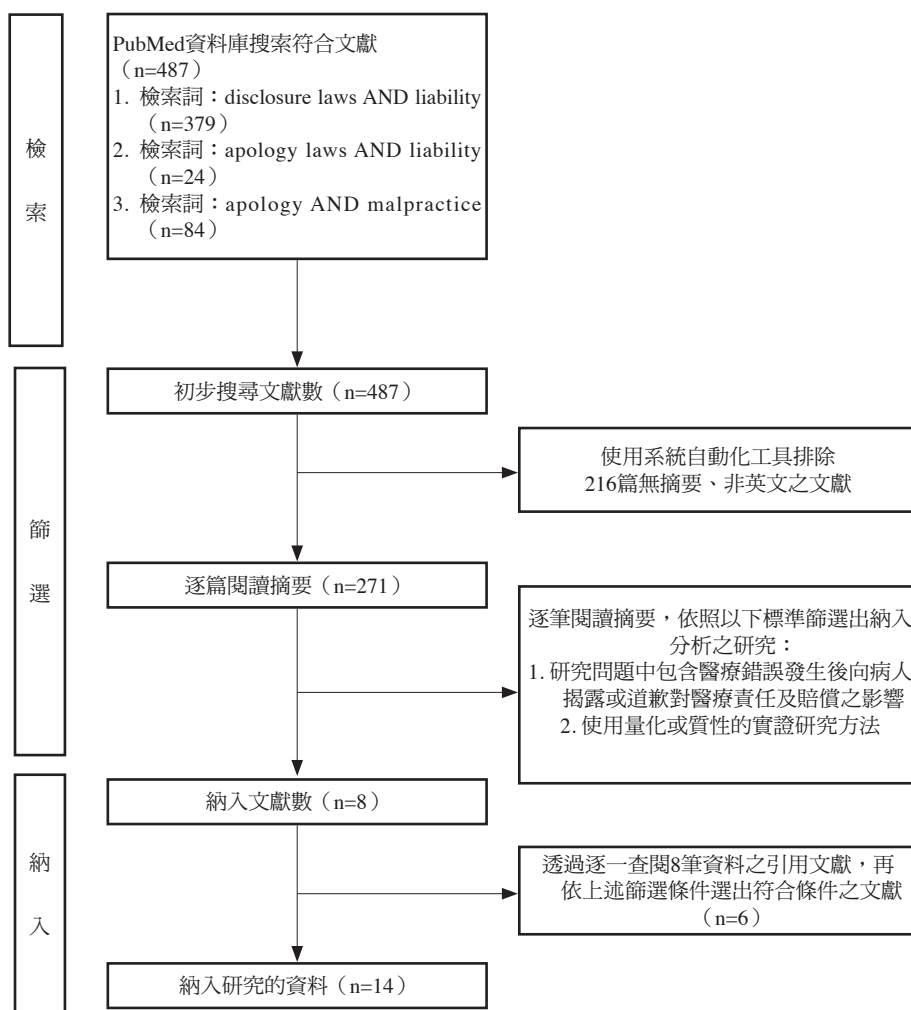 檢索
PubMed資料庫搜索符合文獻
（n=487）
1. 檢索詞：disclosure laws AND liability
（n=379）
2. 檢索詞：apology laws AND liability
（n=24）
3. 檢索詞：apology AND malpractice
（n=84）
篩選
初步搜尋文獻數（n=487）
使用系統自動化工具排除
216篇無摘要、非英文之文獻
逐篇閱讀摘要（n=271）
逐筆閱讀摘要，依照以下標準篩選出納入
分析之研究：
1. 研究問題中包含醫療錯誤發生後向病人
揭露或道歉對醫療責任及賠償之影響
2. 使用量化或質性的實證研究方法
納入
納入文獻數（n=8）
透過逐一查閱8筆資料之引用文獻，再
依上述篩選條件選出符合條件之文獻
（n=6）
納入研究的資料（n=14）